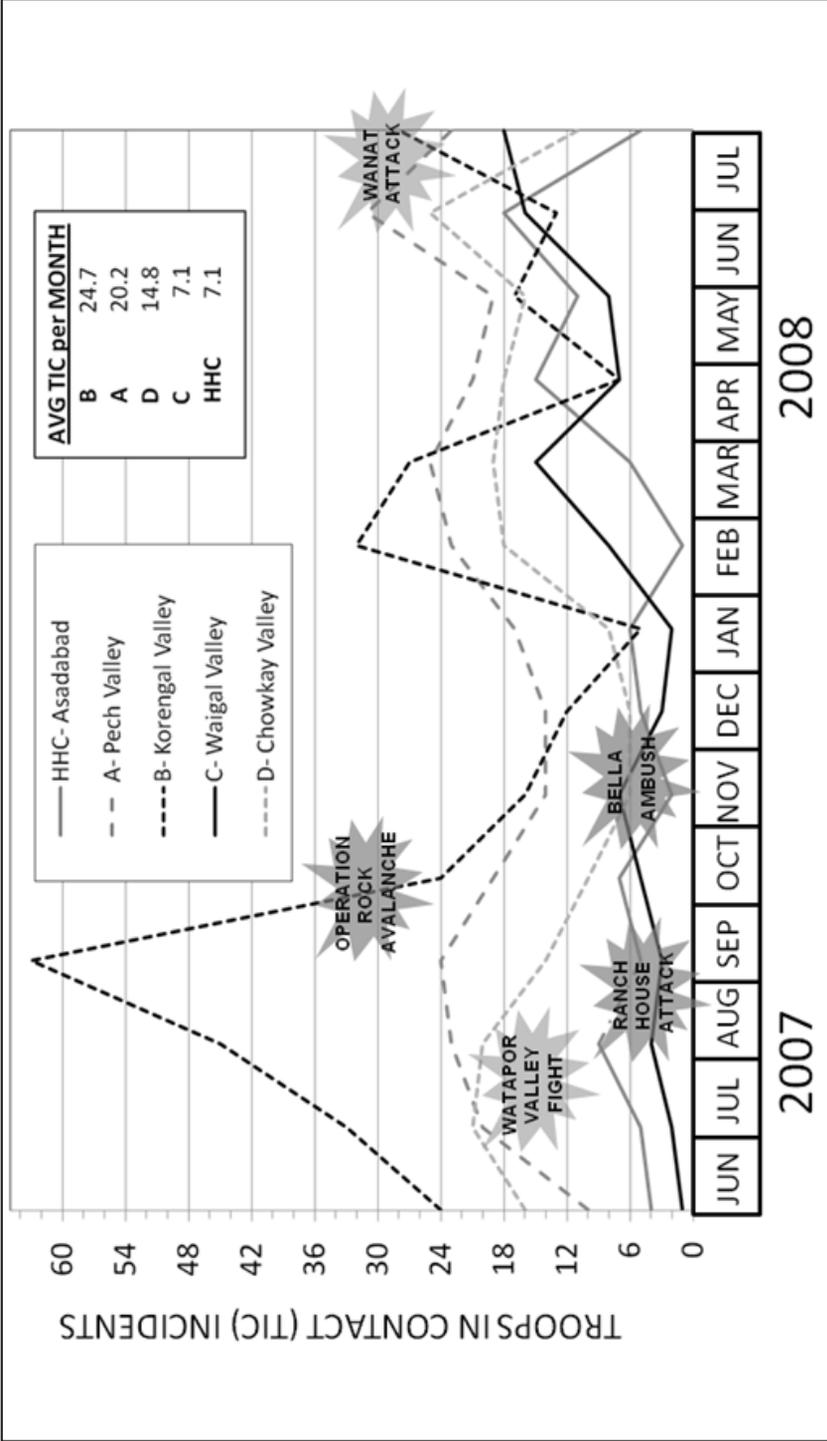 TROOPS IN CONTACT (TIC) INCIDENTS
60
54
48
42
36
30
24
18
12
6
0
HHC- Asadabad
A- Pech Valley
B- Korengal Valley
C- Waigal Valley
D- Chowkay Valley
AVG TIC per MONTH
B 24.7
A 20.2
D 14.8
C 7.1
HHC 7.1
OPERATION
ROCK
AVALANCHE
WATAPOR
VALLEY
FIGHT
RANCH
HOUSE
ATTACK
BELLA
AMBUSH
WANAT
ATTACK
JUN JUL AUG SEP OCT NOV DEC JAN FEB MAR APR MAY JUN JUL
2007 2008